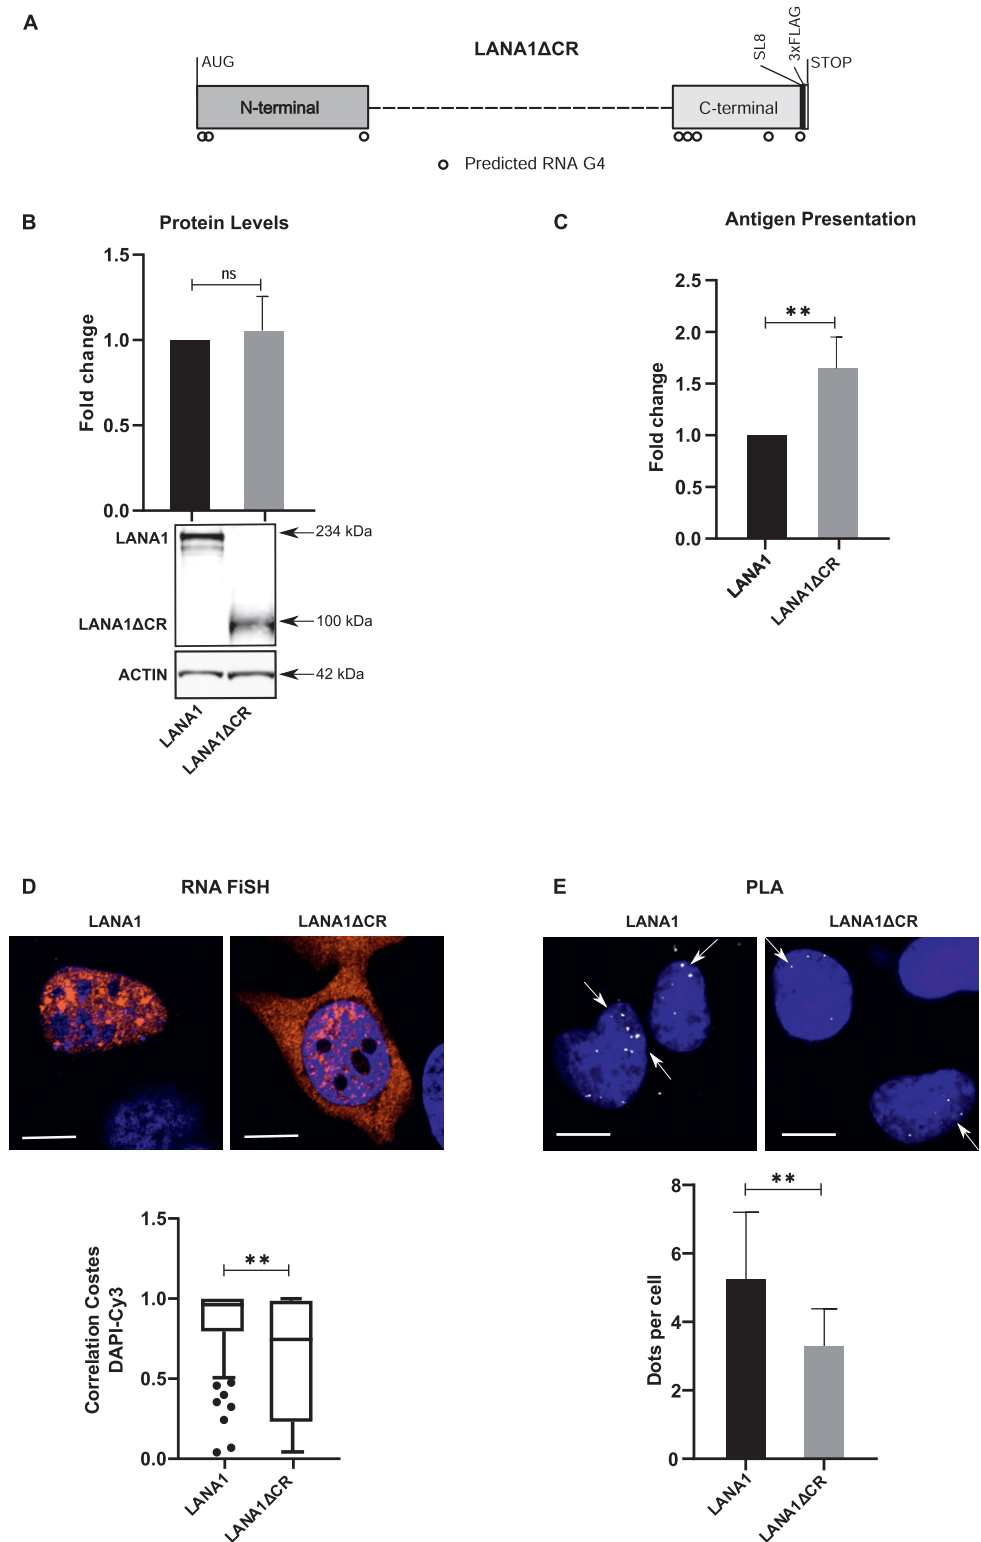 A
LANA1ΔCR
AUG
SL8
3xFLAG
STOP
N-terminal
C-terminal
Predicted RNA G4
B
Protein Levels
1.5
1.0
0.5
0.0
Fold change
ns
LANA1
234 kDa
LANA1ΔCR
100 kDa
ACTIN
42 kDa
LANA1
LANA1ΔCR
C
Antigen Presentation
2.5
2.0
1.5
1.0
0.5
0.0
Fold change
**
LANA1
LANA1ΔCR
D
RNA FiSH
LANA1
LANA1ΔCR
1.5
1.0
0.5
0.0
Correlation Costes
DAPI-Cy3
**
LANA1
LANA1ΔCR
E
PLA
LANA1
LANA1ΔCR
8
6
4
2
0
Dots per cell
**
LANA1
LANA1ΔCR